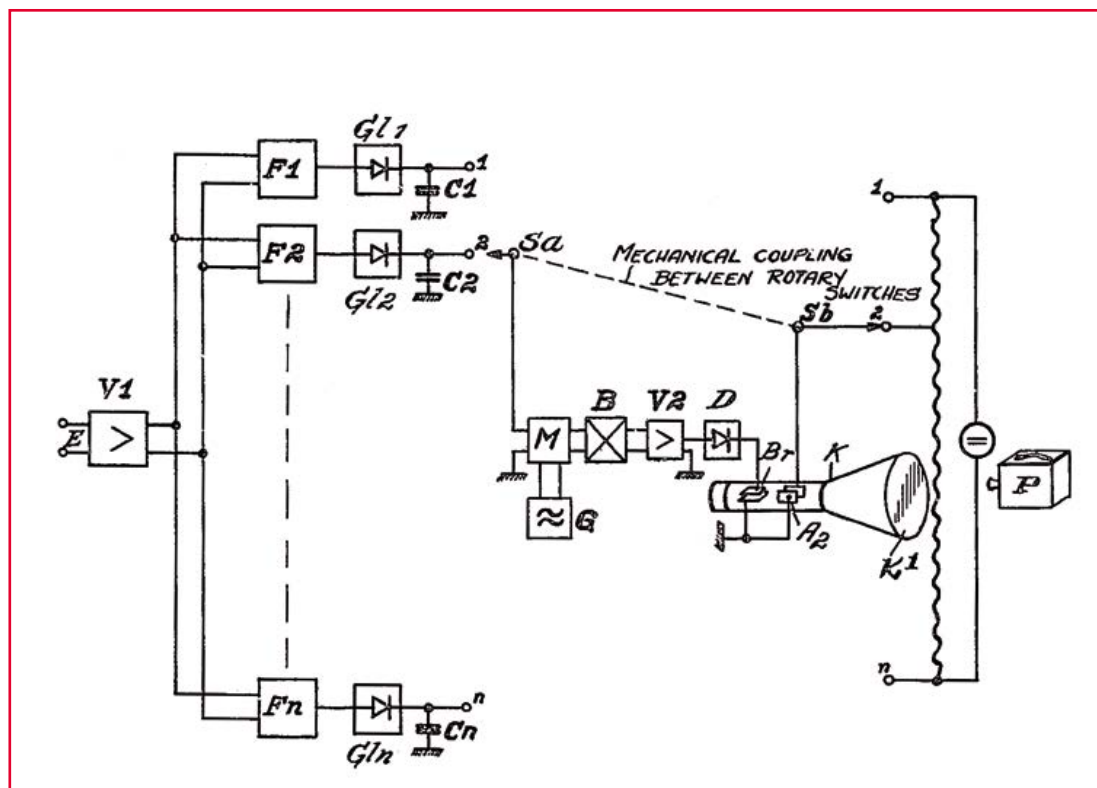 Gl1
F1
1
C1
F2
2
Sa
C2
Gl2
MECHANICAL COUPLING
BETWEEN ROTARY
SWITCHES
1
Sb
2
V1
E
>
M
B
V2
>
D
Br
K
=
P
≈
G
A2
K1
Fn
n
Cn
Gln
n